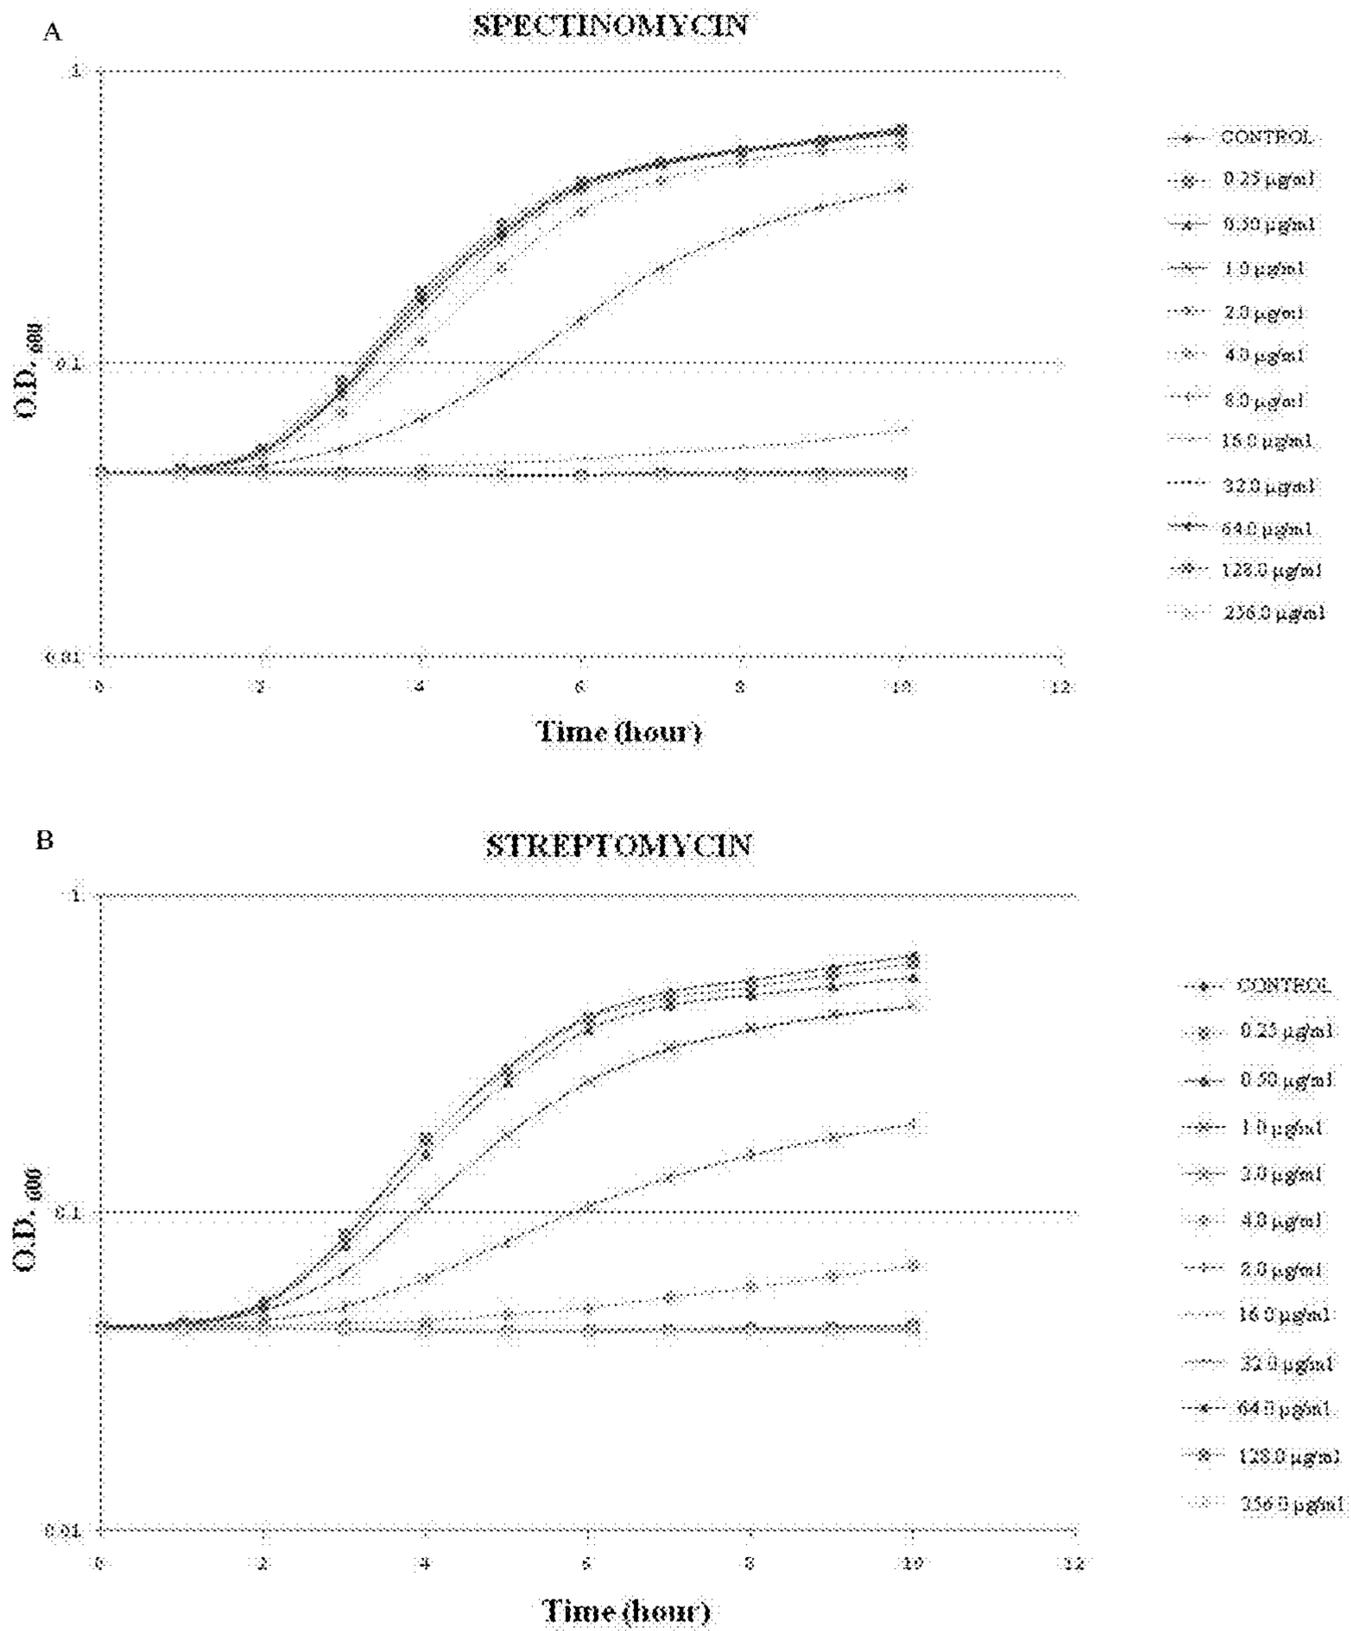 A
SPECTINOMYCIN
1
0.1
0.01
O.D. 600
0 2 4 6 8 10 12
Time (hour)
CONTROL
0.25 µg/ml
0.50 µg/ml
1.0 µg/ml
2.0 µg/ml
4.0 µg/ml
8.0 µg/ml
16.0 µg/ml
32.0 µg/ml
64.0 µg/ml
128.0 µg/ml
256.0 µg/ml
B
STREPTOMYCIN
1
0.1
0.01
O.D. 600
0 2 4 6 8 10 12
Time (hour)
CONTROL
0.25 µg/ml
0.50 µg/ml
1.0 µg/ml
2.0 µg/ml
4.0 µg/ml
µg/ml
16.0 µg/ml
32.0 µg/ml
64.0 µg/ml
128.0 µg/ml
256.0 µg/ml